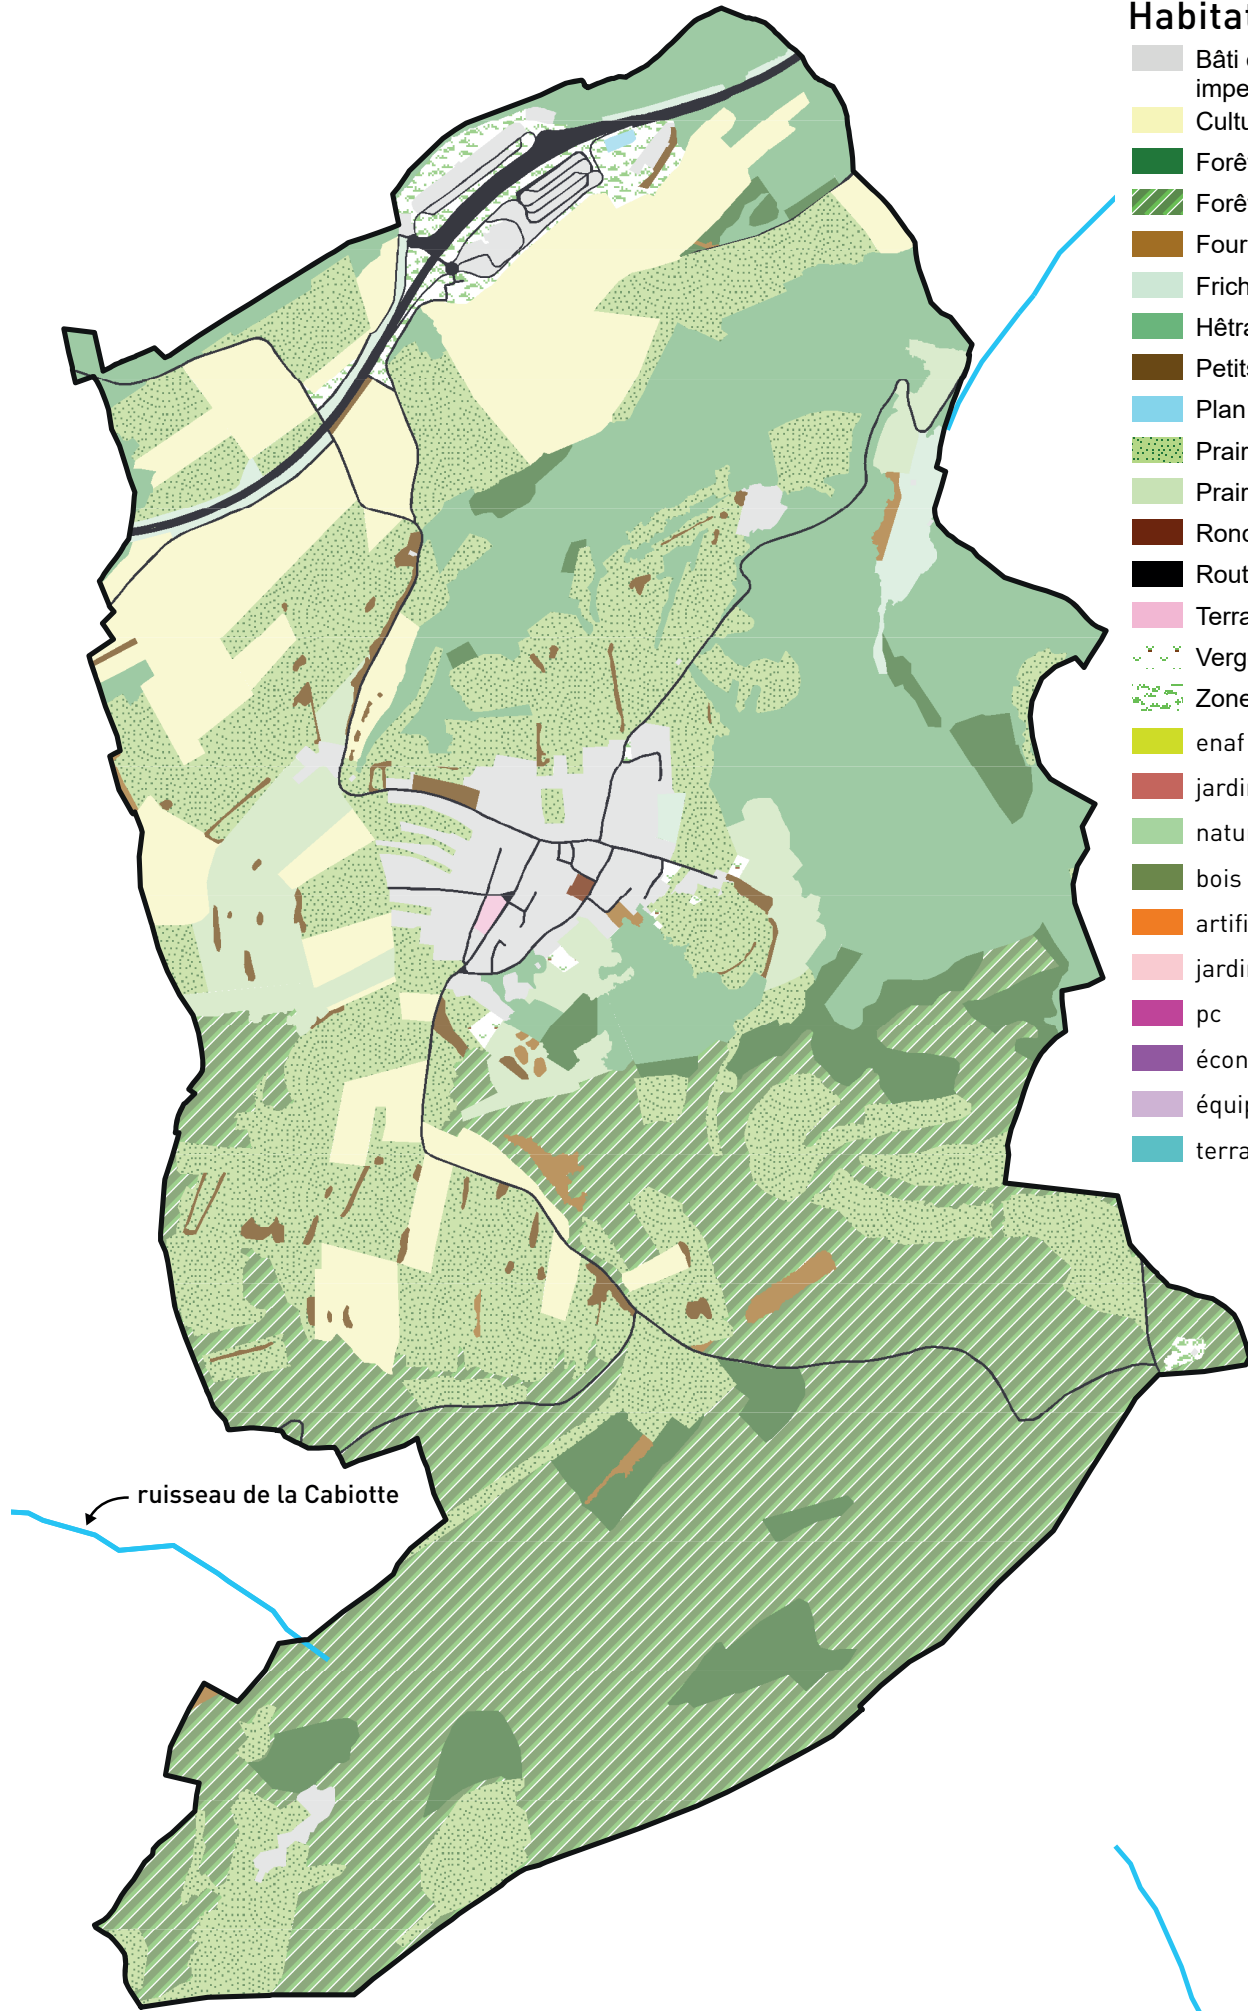 Habitat
Bâti
impe
Cultu
Forê
Forê
Four
Frich
Hêtra
Petits
Plan
Prair
Prair
Rond
Rout
Terra
Verg
Zone
enaf
jardi
natu
bois
artifi
jardi
pc
écon
équip
terra
ruisseau de la Cabiotte